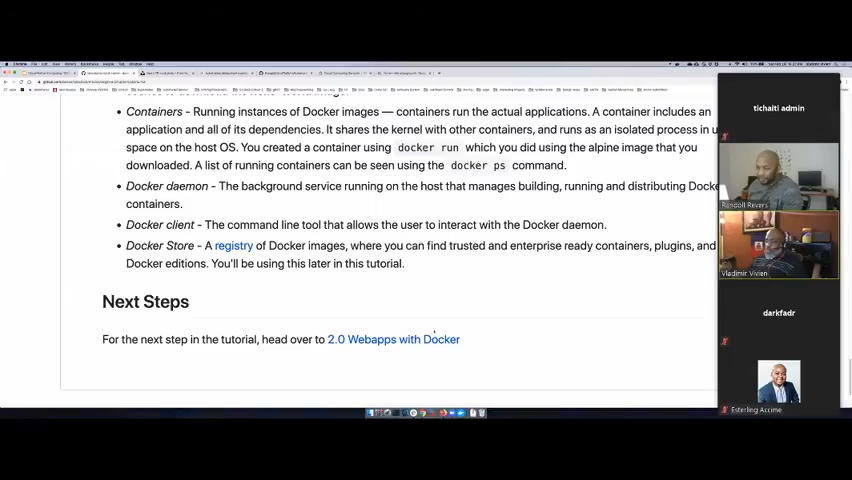 • Containers - Running instances of Docker images — containers run the actual applications. A container includes an
application and all of its dependencies. It shares the kernel with other containers, and runs as an isolated process in u
space on the host OS. You created a container using docker run which you did using the alpine image that you
downloaded. A list of running containers can be seen using the docker ps command.
• Docker daemon - The background service running on the host that manages building, running and distributing Docke
containers.
• Docker client - The command line tool that allows the user to interact with the Docker daemon.
• Docker Store - A registry of Docker images, where you can find trusted and enterprise ready containers, plugins, and
Docker editions. You'll be using this later in this tutorial.
Next Steps
For the next step in the tutorial, head over to 2.0 Webapps with Docker
tichaiti admin
Randoll Revers
Vladimir Vivien
darkfadr
Esterling Accime